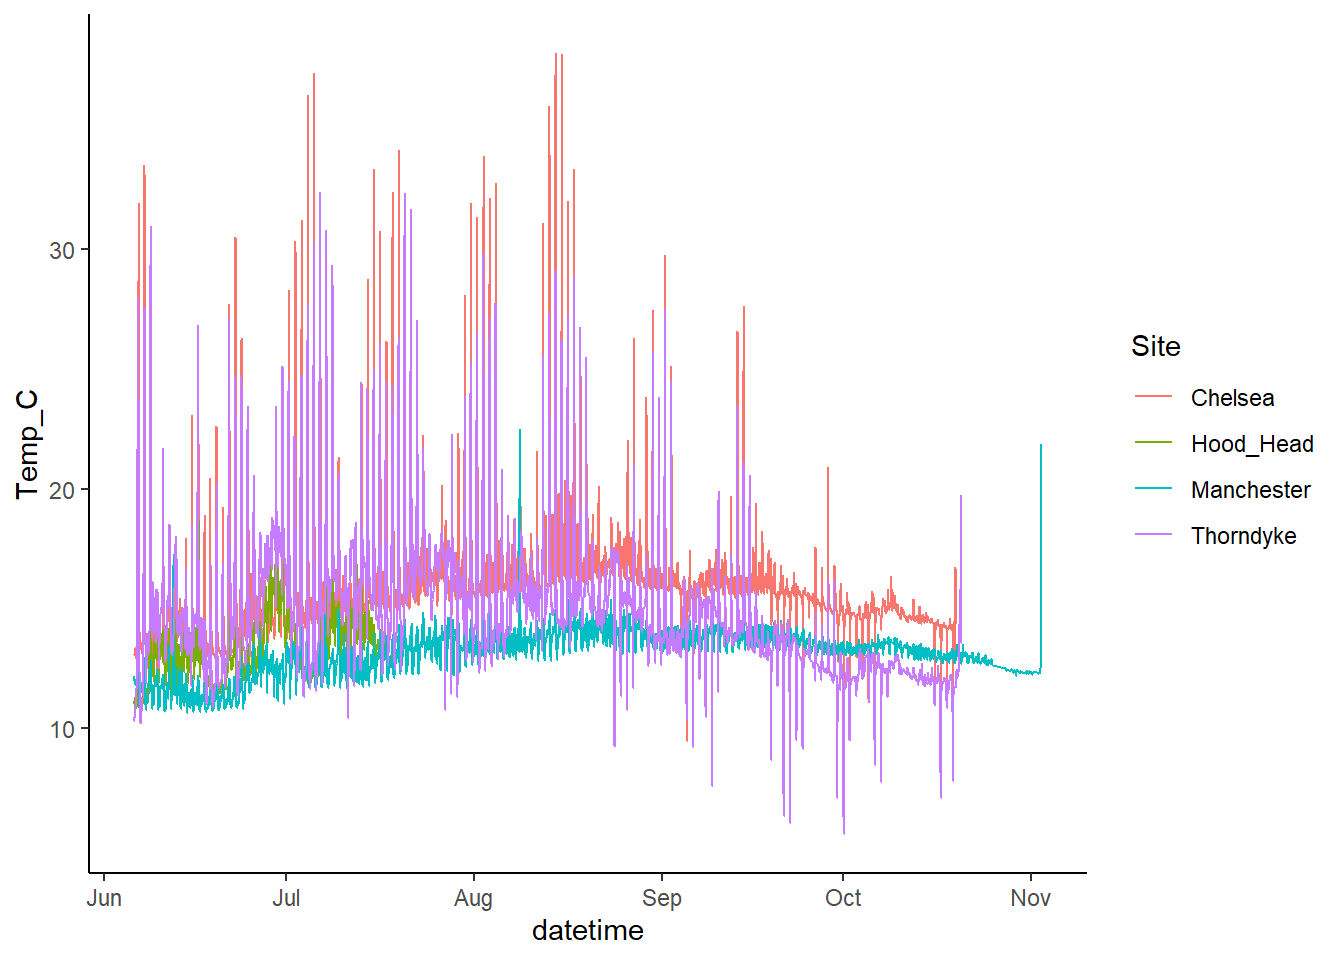 Temp_C
30
20
10
Jun Jul Aug Sep Oct Nov
datetime
Site
Chelsea
Hood_Head
Manchester
Thorndyke